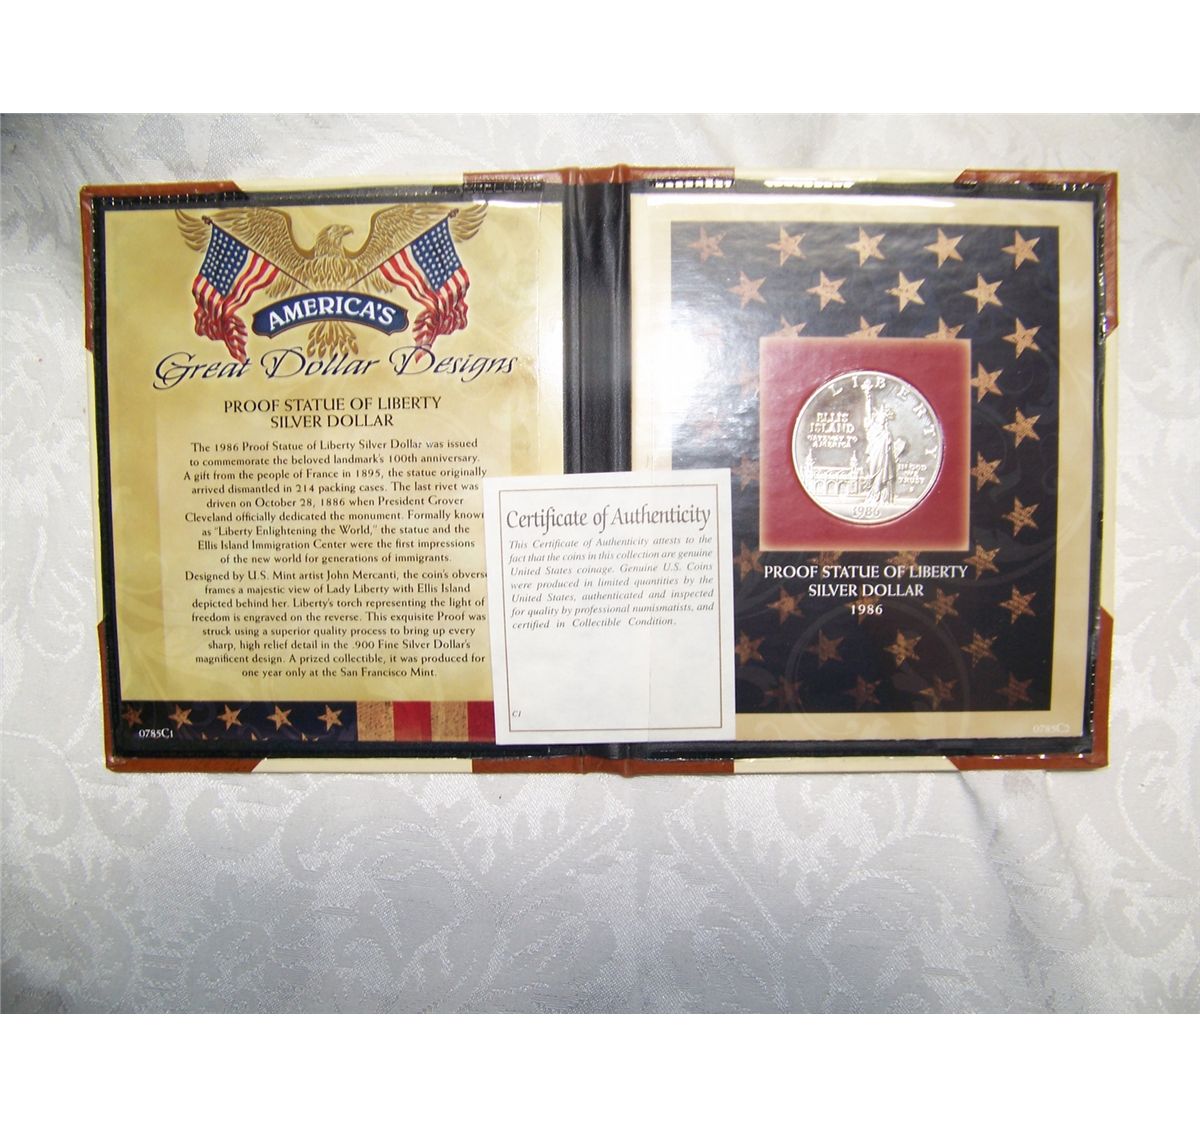 AMERICA'S
Great Dollar Designs
PROOF STATUE OF LIBERTY
SILVER DOLLAR
The 1986 Proof Statue of Liberty Silver Dollar was issued
to commemorate the beloved landmark's 100th anniversary.
A gift from the people of France in 1895, the statue originally
arrived dismantled in 214 packing cases. The last rivet was
driven on October 28, 1886 when President Grover
Cleveland officially dedicated the monument. Formally known
as "Liberty Enlightening the World," the statue and the
Ellis Island Immigration Center were the first impressions
of the new world for generations of immigrants.
Designed by U.S. Mint artist John Mercanti, the coin's obverse
frames a majestic view of Lady Liberty with Ellis Island
depicted behind her. Liberty's torch representing the light of
freedom is engraved on the reverse. This exquisite Proof was
struck using a superior quality process to bring up every
sharp, high relief detail in the .900 Fine Silver Dollar's
magnificent design. A prized collectible, it was produced for
one year only at the San Francisco Mint.
0785C1
Certificate of Authenticity
This Certificate of Authenticity attests to the
fact that the coins in this collection are genuine
United States coinage. Genuine U.S. Coins
were produced in limited quantities by the
United States, authenticated and inspected
for quality by professional numismatists, and
certified in Collectible Condition.
C1
LIBERTY
ELLIS
ISLAND
GATEWAY TO
AMERICA
IN GOD
WE
TRUST
S
1986
PROOF STATUE OF LIBERTY
SILVER DOLLAR
1986